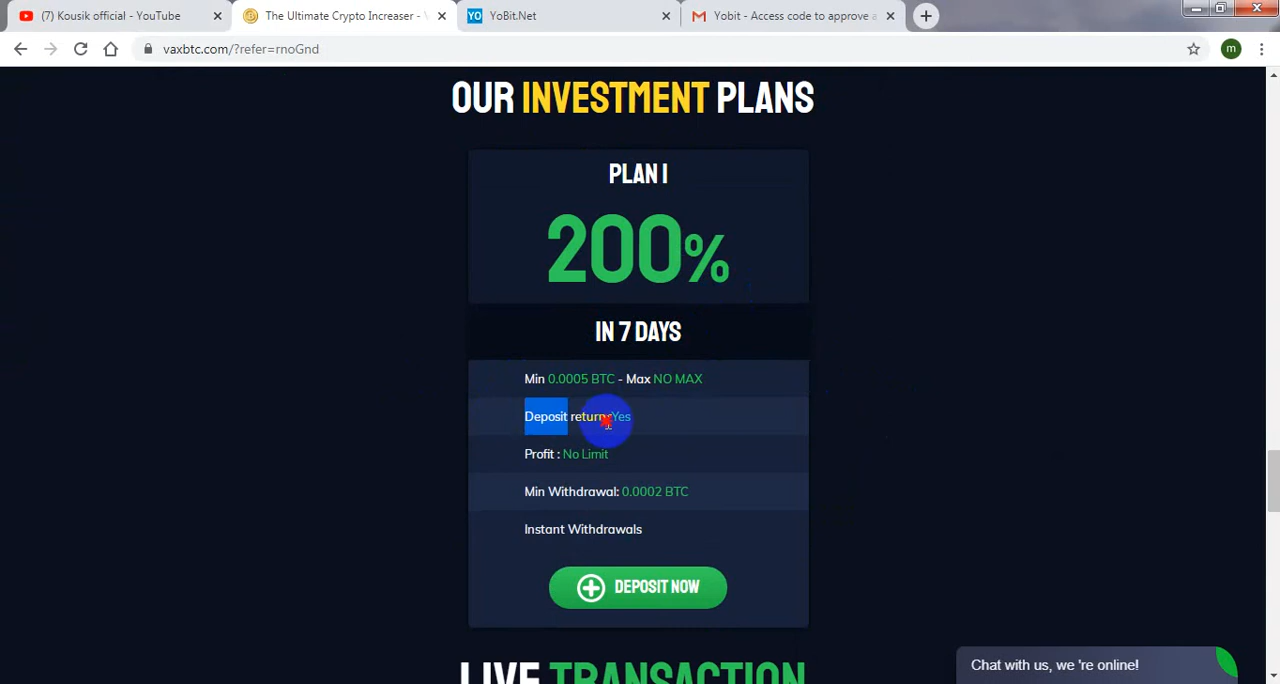 (7) Kousik official - YouTube
The Ultimate Crypto Increaser -
YO YoBit.Net
Yobit - Access code to approve a
vaxbtc.com/?refer=rnoGnd
m
OUR INVESTMENT PLANS
PLAN I
200%
IN 7 DAYS
Min 0.0005 BTC - Max NO MAX
Deposit return Yes
Profit : No Limit
Min Withdrawal: 0.0002 BTC
Instant Withdrawals
DEPOSIT NOW
LIVE TRANSACTION
Chat with us, we 're online!